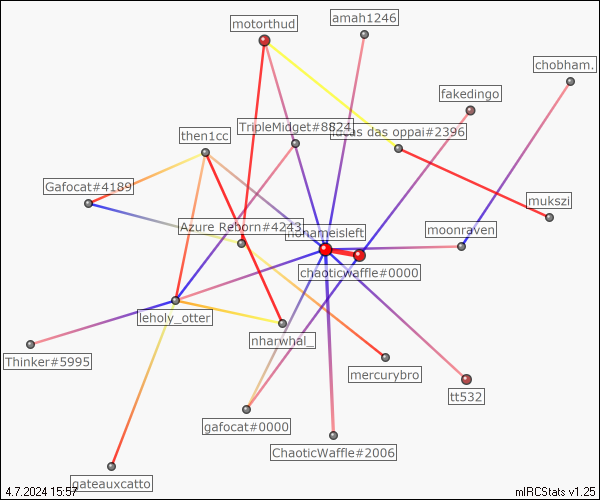 amah1246
motorthud
chobham.
fakedingo
TripleMidget#8824
das oppai#2396
then1cc
Gafocat#4189
mukszi
Azure Reborn#4243
nonameisleft
moonraven
chaoticwaffle#0000
leholy_otter
nharwhal_
Thinker#5995
mercurybro
tt532
gafocat#0000
ChaoticWaffle#2006
gateauxcatto
4.7.2024 15:57
mIRCStats v1.25